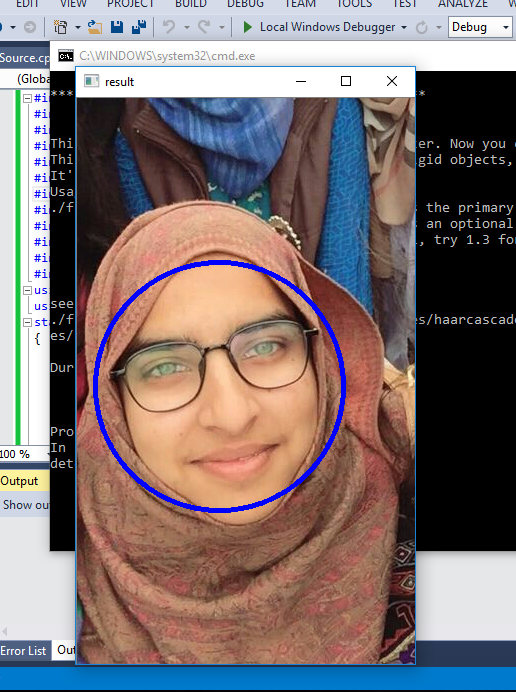 EDIT VIEW PROJECT BUILD DEBUG TEAM TOOLS TEST ANALYZE
Local Windows Debugger Debug
C:\WINDOWS\system32\cmd.exe
Source.cp
result
(Globa
#i
#i
#i
#i
#i
#i
#i
#i
#i
#i
#i
#i
us
us
st
{
Thi er. Now you
Thi gid objects,
It'
Usa
./f s the primary
s an optional
, try 1.3 for
see
./f es/haarcascade
es/
Dur
Pro
In
det
100 %
Output
Show ou
Error List Out